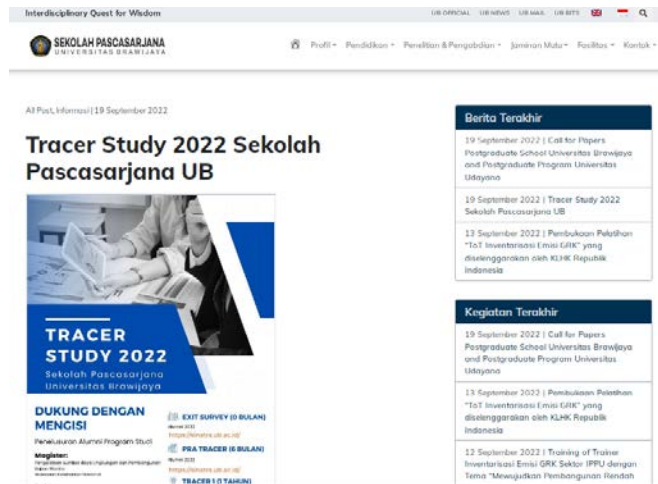 Interdisciplinary Quest for Wisdom
UB OFFICIAL UB NEWS UB MAIL UB BITS
SEKOLAH PASCASARJANA
UNIVERSITAS BRAWIJAYA
Profil Pendidikan Penelitian & Pengabdian Jaminan Mutu Fasilitas Kontak
All Post, Informasi | 19 September 2022
Tracer Study 2022 Sekolah
Pascasarjana UB
TRACER
STUDY 2022
Sekolah Pascasarjana
Universitas Brawijaya
DUKUNG DENGAN
MENGISI
Penelusuran Alumni Program Studi
Magister:
EXIT SURVEY (0 BULAN)
PRA TRACER (6 BULAN)
TRACER 1 (1 TAHUN)
Berita Terakhir
19 September 2022 | Call for Papers
Postgraduate School Universitas Brawijaya
and Postgraduate Program Universitas
Udayana
19 September 2022 | Tracer Study 2022
Sekolah Pascasarjana UB
13 September 2022 | Pembukaan Pelatihan
"ToT Inventarisasi Emisi GRK" yang
diselenggarakan oleh KLHK Republik
Indonesia
Kegiatan Terakhir
19 September 2022 | Call for Papers
Postgraduate School Universitas Brawijaya
and Postgraduate Program Universitas
Udayana
13 September 2022 | Pembukaan Pelatihan
"ToT Inventarisasi Emisi GRK" yang
diselenggarakan oleh KLHK Republik
Indonesia
12 September 2022 | Training of Trainer
Inventarisasi Emisi GRK Sektor IPPU dengan
Tema "Mewujudkan Pembangunan Rendah